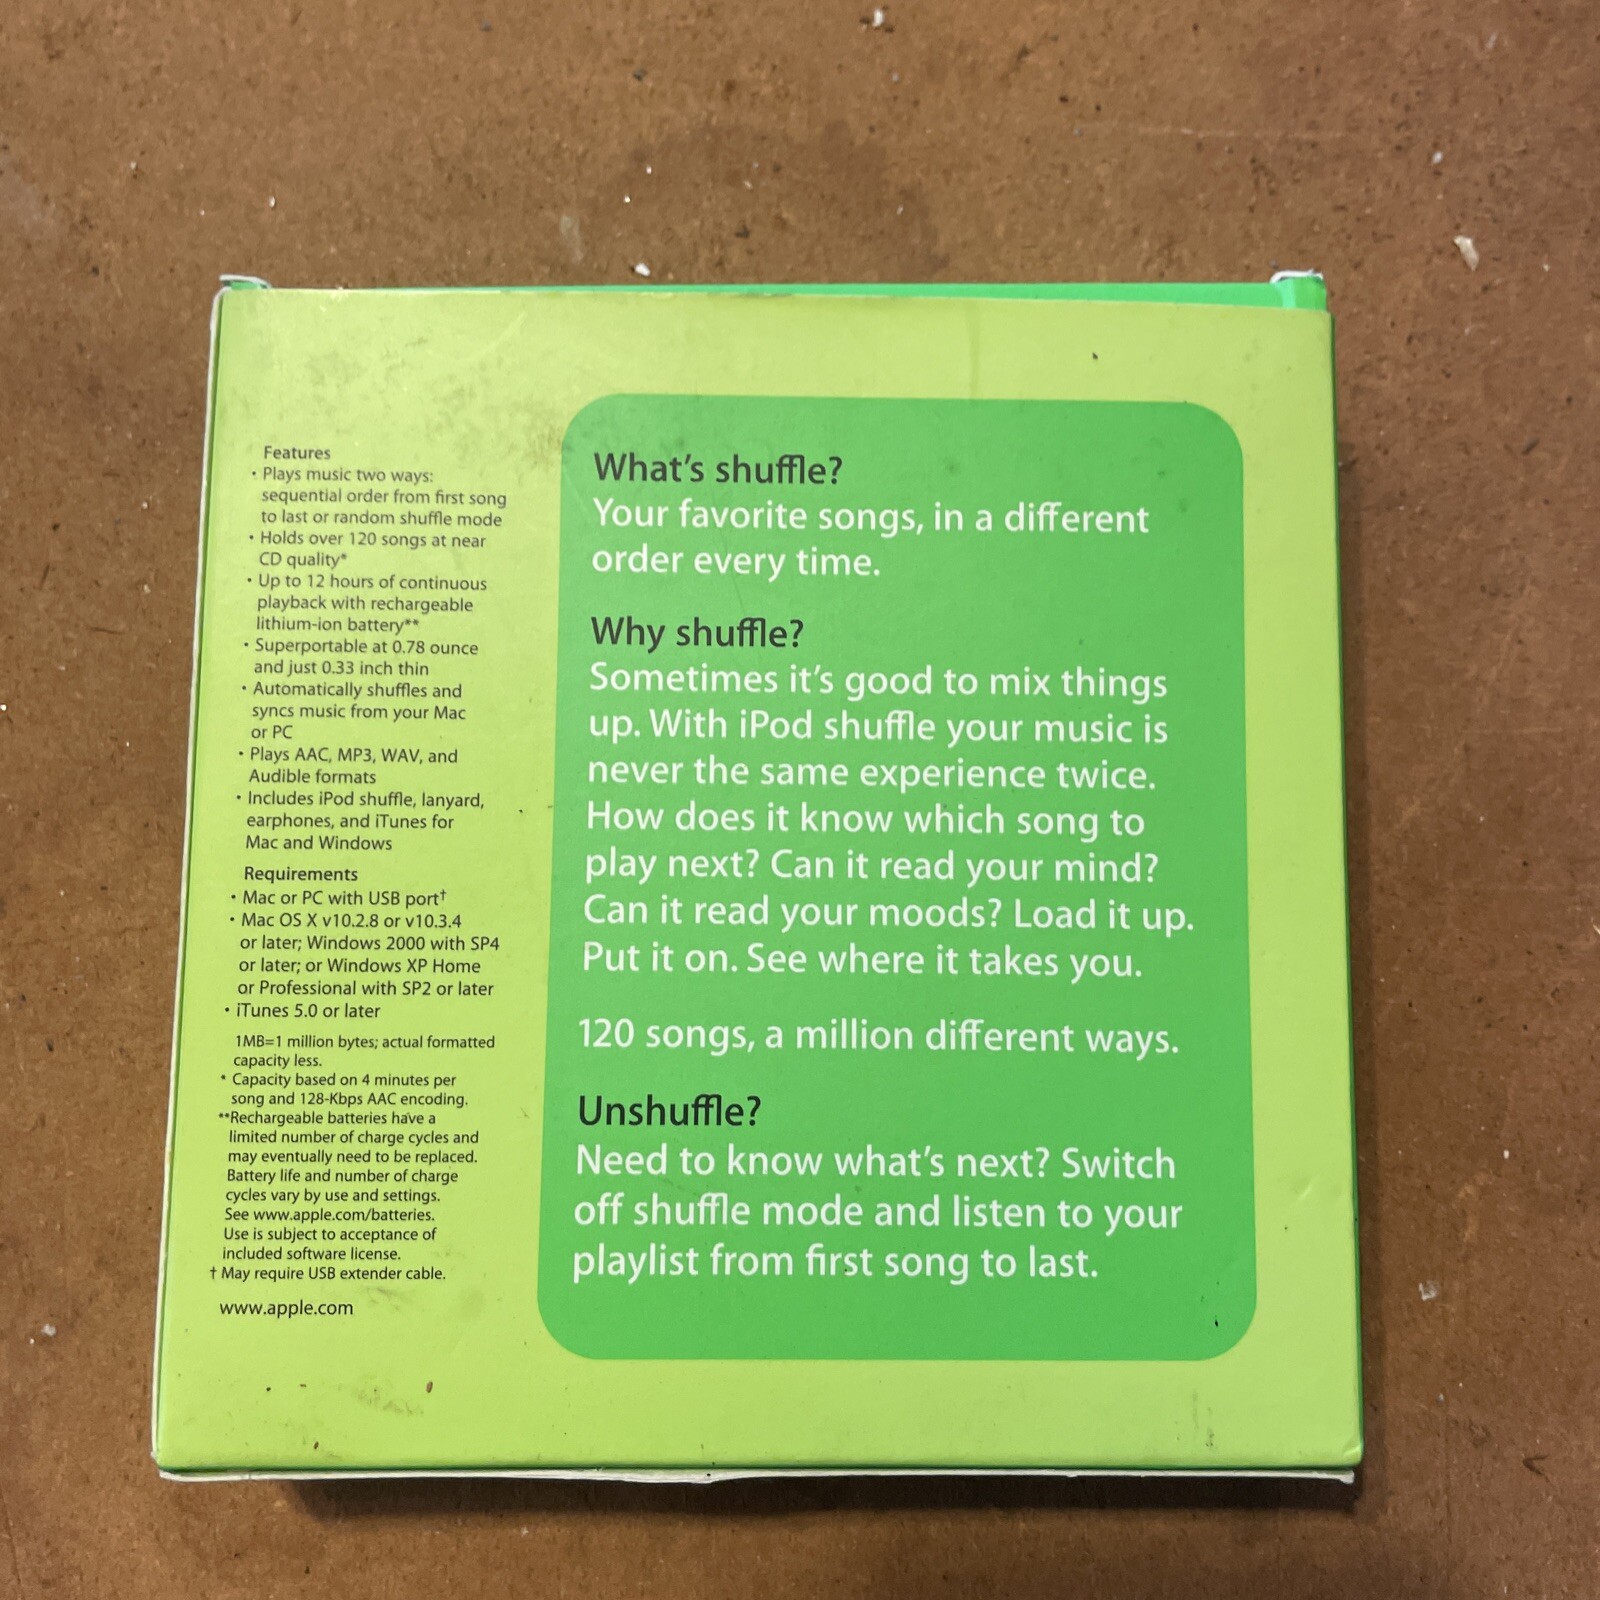 Features
• Plays music two ways:
sequential order from first song
to last or random shuffle mode
• Holds over 120 songs at near
CD quality*
• Up to 12 hours of continuous
playback with rechargeable
lithium-ion battery**
• Superportable at 0.78 ounce
and just 0.33 inch thin
• Automatically shuffles and
syncs music from your Mac
or PC
• Plays AAC, MP3, WAV, and
Audible formats
• Includes iPod shuffle, lanyard,
earphones, and iTunes for
Mac and Windows
Requirements
• Mac or PC with USB port†
• Mac OS X v10.2.8 or v10.3.4
or later; Windows 2000 with SP4
or later; or Windows XP Home
or Professional with SP2 or later
• iTunes 5.0 or later
1MB=1 million bytes; actual formatted
capacity less.
* Capacity based on 4 minutes per
song and 128-Kbps AAC encoding.
**Rechargeable batteries have a
limited number of charge cycles and
may eventually need to be replaced.
Battery life and number of charge
cycles vary by use and settings.
See www.apple.com/batteries.
Use is subject to acceptance of
included software license.
† May require USB extender cable.
www.apple.com
What's shuffle?
Your favorite songs, in a different
order every time.
Why shuffle?
Sometimes it's good to mix things
up. With iPod shuffle your music is
never the same experience twice.
How does it know which song to
play next? Can it read your mind?
Can it read your moods? Load it up.
Put it on. See where it takes you.
120 songs, a million different ways.
Unshuffle?
Need to know what's next? Switch
off shuffle mode and listen to your
playlist from first song to last.